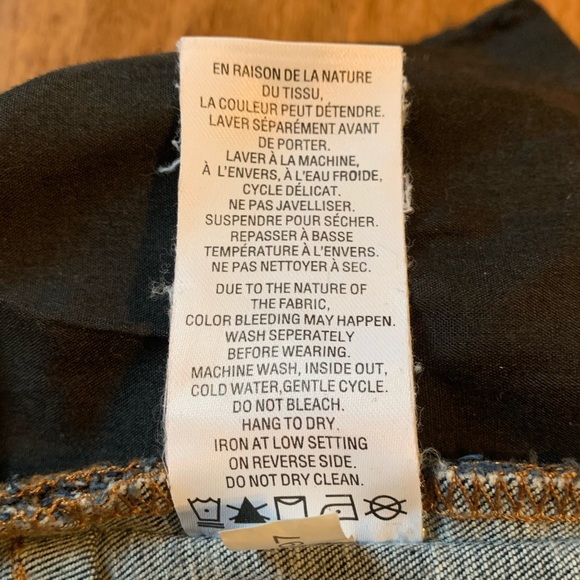 EN RAISON DE LA NATURE
DU TISSU,
LA COULEUR PEUT DÉTENDRE.
LAVER SÉPARÉMENT AVANT
DE PORTER.
LAVER À LA MACHINE,
À L'ENVERS, À L'EAU FROIDE,
CYCLE DÉLICAT.
NE PAS JAVELLISER.
SUSPENDRE POUR SÉCHER.
REPASSER À BASSE
TEMPÉRATURE À L'ENVERS.
NE PAS NETTOYER À SEC.
DUE TO THE NATURE OF
THE FABRIC,
COLOR BLEEDING MAY HAPPEN.
WASH SEPERATELY
BEFORE WEARING.
MACHINE WASH, INSIDE OUT,
COLD WATER,GENTLE CYCLE.
DO NOT BLEACH.
HANG TO DRY.
IRON AT LOW SETTING
ON REVERSE SIDE.
DO NOT DRY CLEAN.